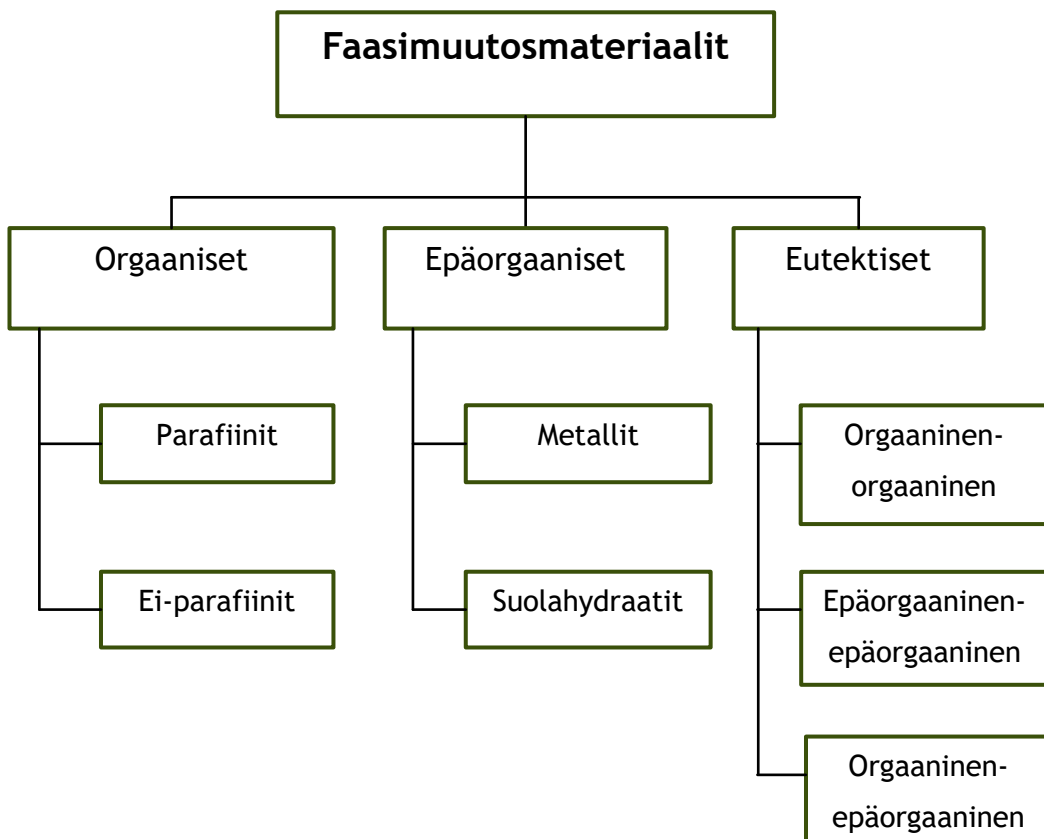 Faasimuutosmateriaalit
Orgaaniset
Epäorgaaniset
Eutektiset
Parafiinit
Metallit
Orgaaninen-
orgaaninen
Ei-parafiinit
Suolahydraatit
Epäorgaaninen-
epäorgaaninen
Orgaaninen-
epäorgaaninen